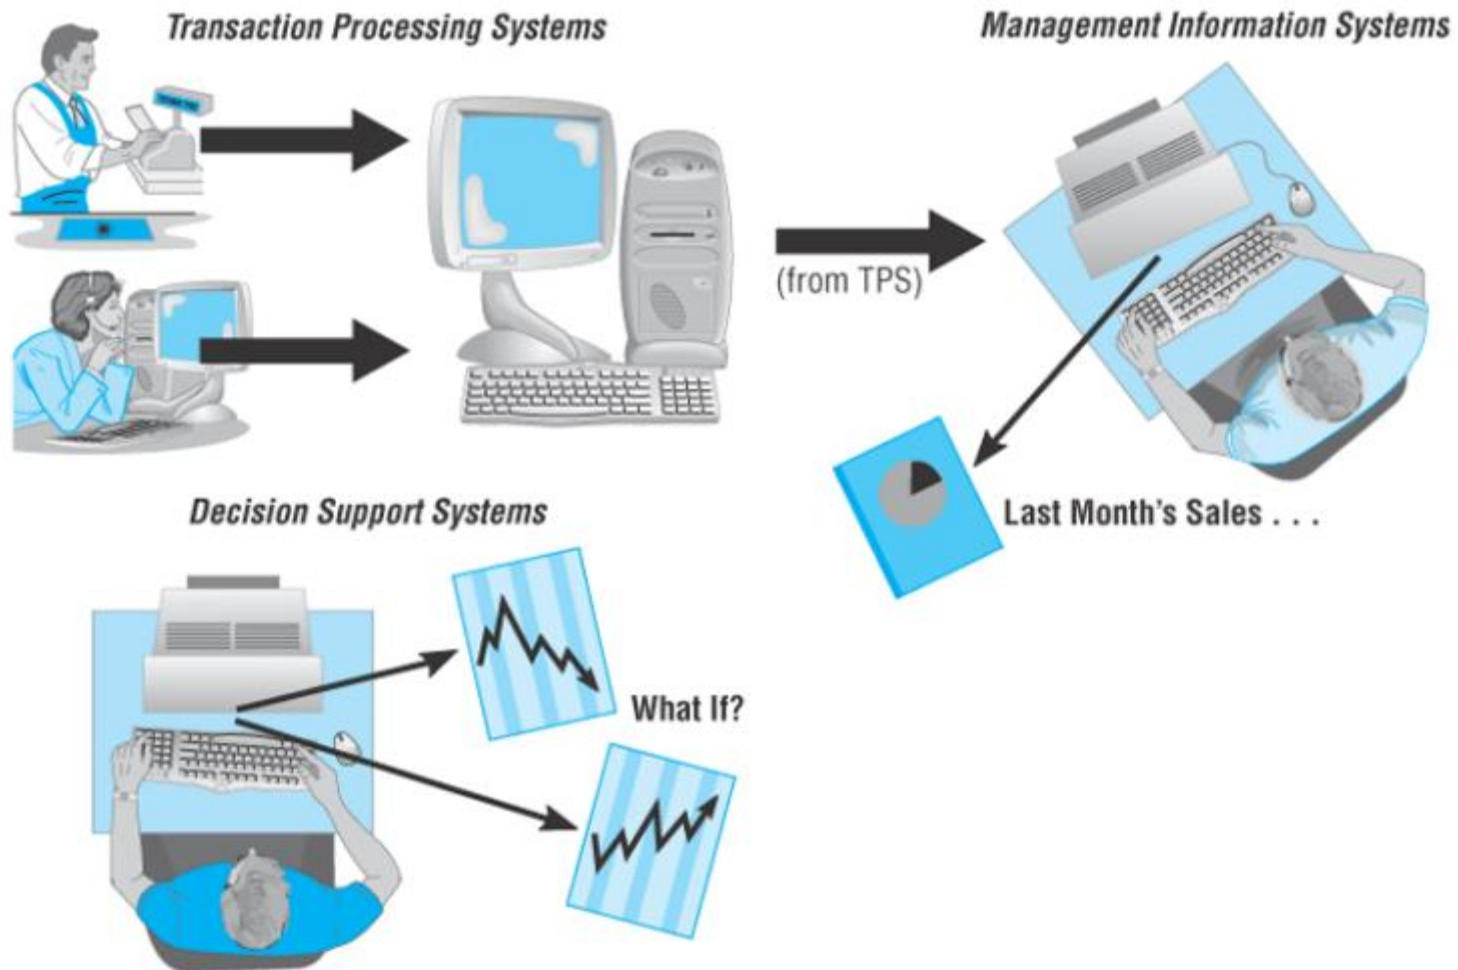 Transaction Processing Systems
Management Information Systems
(from TPS)
Last Month's Sales . . .
Decision Support Systems
What If?